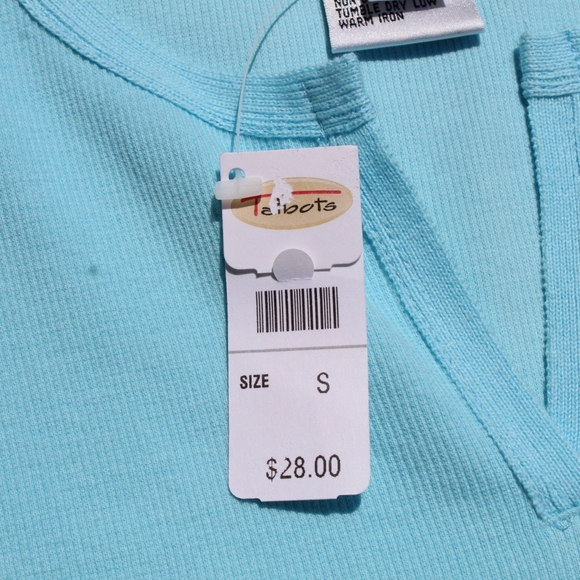 TUMBLE DRY LOW
WARM IRON
Talbots
SIZE S
$28.00